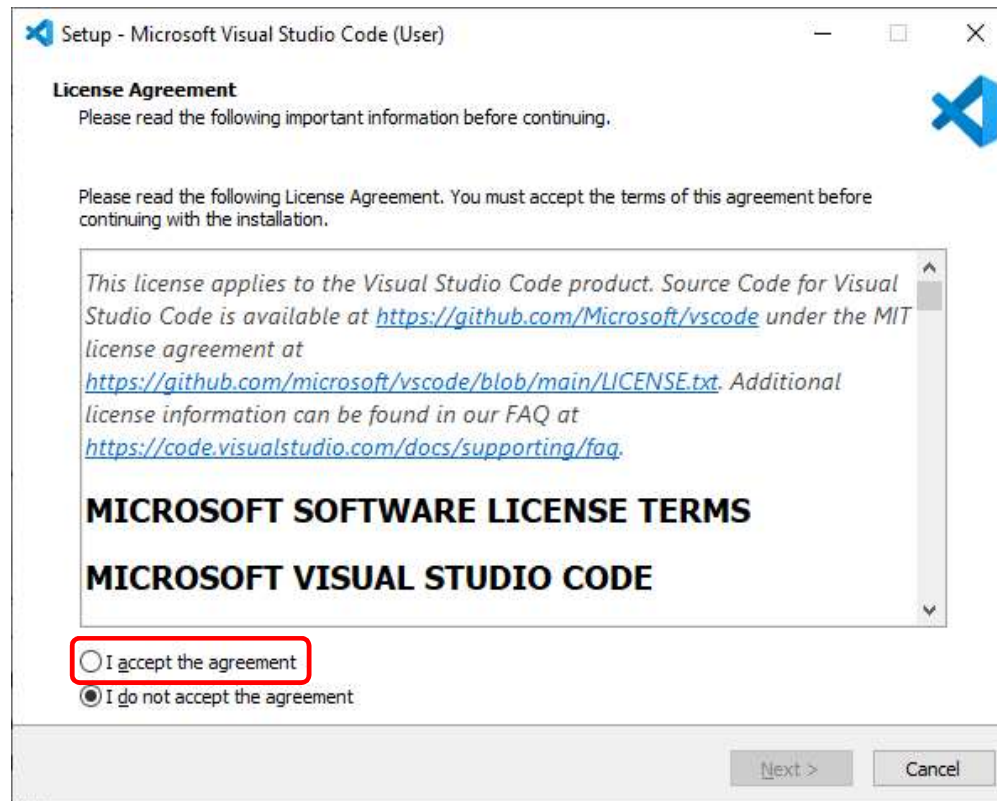 Setup - Microsoft Visual Studio Code (User)
License Agreement
Please read the following important information before continuing.
Please read the following License Agreement. You must accept the terms of this agreement before
continuing with the installation.
This license applies to the Visual Studio Code product. Source Code for Visual
Studio Code is available at https://github.com/Microsoft/vscode under the MIT
license agreement at
https://github.com/microsoft/vscode/blob/main/LICENSE.txt. Additional
license information can be found in our FAQ at
https://code.visualstudio.com/docs/supporting/faq.
MICROSOFT SOFTWARE LICENSE TERMS
MICROSOFT VISUAL STUDIO CODE
I accept the agreement
I do not accept the agreement
Next >
Cancel